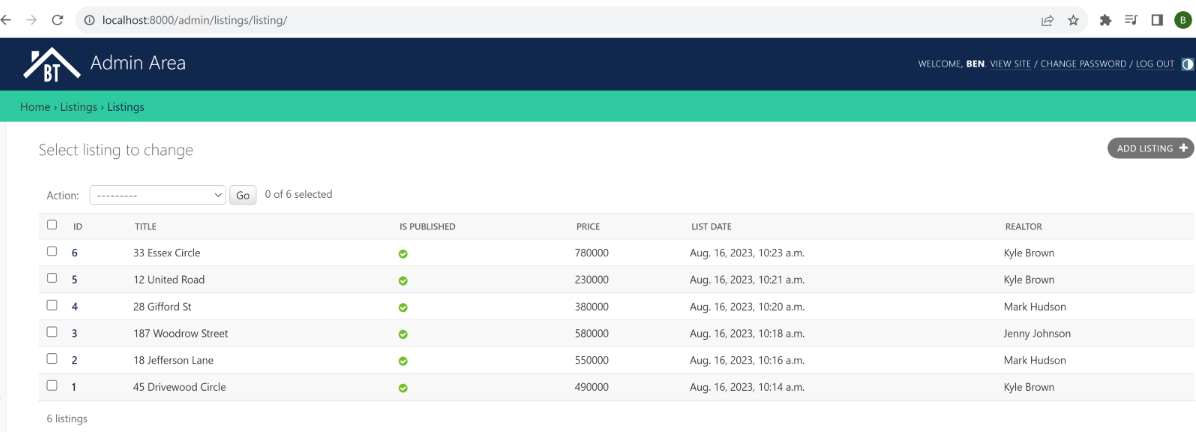 localhost:8000/admin/listings/listing/
B
BT Admin Area
WELCOME, BEN. VIEW SITE / CHANGE PASSWORD / LOG OUT
Home › Listings › Listings
Select listing to change
ADD LISTING +
Action: --------- Go 0 of 6 selected
ID TITLE IS PUBLISHED PRICE LIST DATE REALTOR
6 33 Essex Circle 780000 Aug. 16, 2023, 10:23 a.m. Kyle Brown
5 12 United Road 230000 Aug. 16, 2023, 10:21 a.m. Kyle Brown
4 28 Gifford St 380000 Aug. 16, 2023, 10:20 a.m. Mark Hudson
3 187 Woodrow Street 580000 Aug. 16, 2023, 10:18 a.m. Jenny Johnson
2 18 Jefferson Lane 550000 Aug. 16, 2023, 10:16 a.m. Mark Hudson
1 45 Drivewood Circle 490000 Aug. 16, 2023, 10:14 a.m. Kyle Brown
6 listings